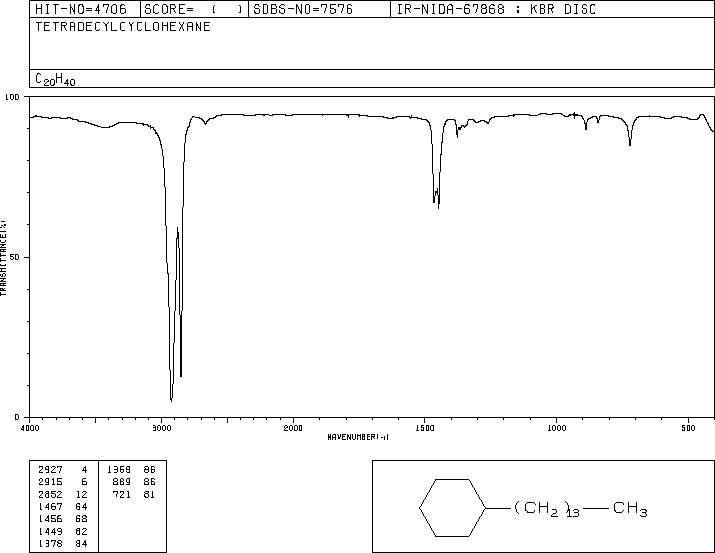 HIT-NO=4706 SCORE= ( ) SDBS-NO=7576 IR-NIDA-67868 : KBR DISC
TETRADECYLCYCLOHEXANE
C20H40
100
50
0
TRANSMITTANCE(%)
4000 3000 2000 1500 1000 500
WAVENUMBER(-1)
2927 4 1369 86
2915 6 889 86
2852 12 721 81
1467 64
1456 68
1449 62
1378 84
(CH2)13 CH3